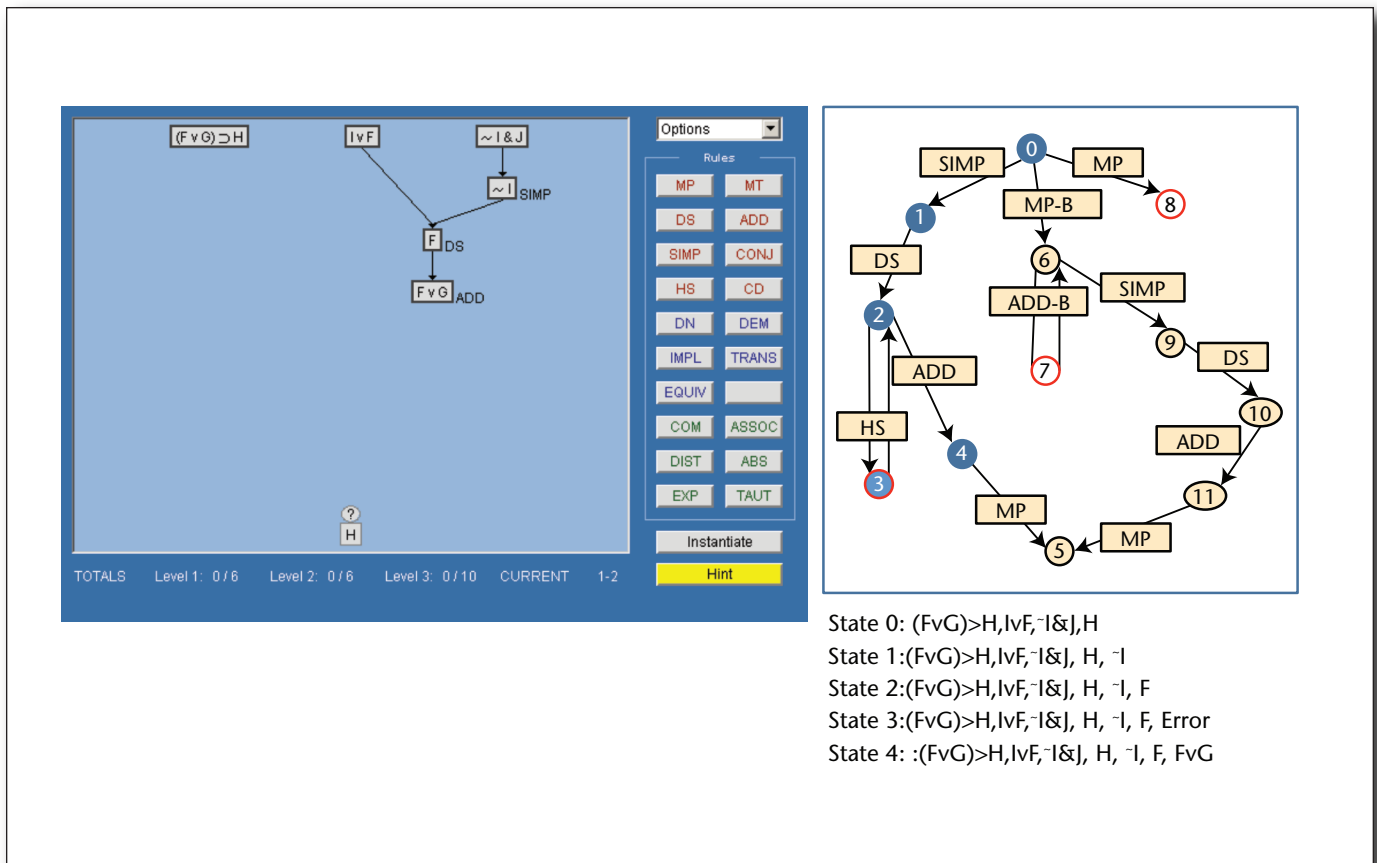 (F v G) ⊃ H
I v F
~ I & J
~ I SIMP
F DS
F v G ADD
?
H
TOTALS Level 1: 0 / 6 Level 2: 0 / 6 Level 3: 0 / 10 CURRENT 1-2
Options
Rules
MP MT
DS ADD
SIMP CONJ
HS CD
DN DEM
IMPL TRANS
EQUIV
COM ASSOC
DIST ABS
EXP TAUT
Instantiate
Hint
0
SIMP MP
8
1 MP-B
DS 6
SIMP
2 ADD-B
9
DS
ADD 7
10
HS ADD
4
3
11
MP MP
5
State 0: (FvG)>H,IvF,~I&J,H
State 1:(FvG)>H,IvF,~I&J, H, ~I
State 2:(FvG)>H,IvF,~I&J, H, ~I, F
State 3:(FvG)>H,IvF,~I&J, H, ~I, F, Error
State 4: :(FvG)>H,IvF,~I&J, H, ~I, F, FvG